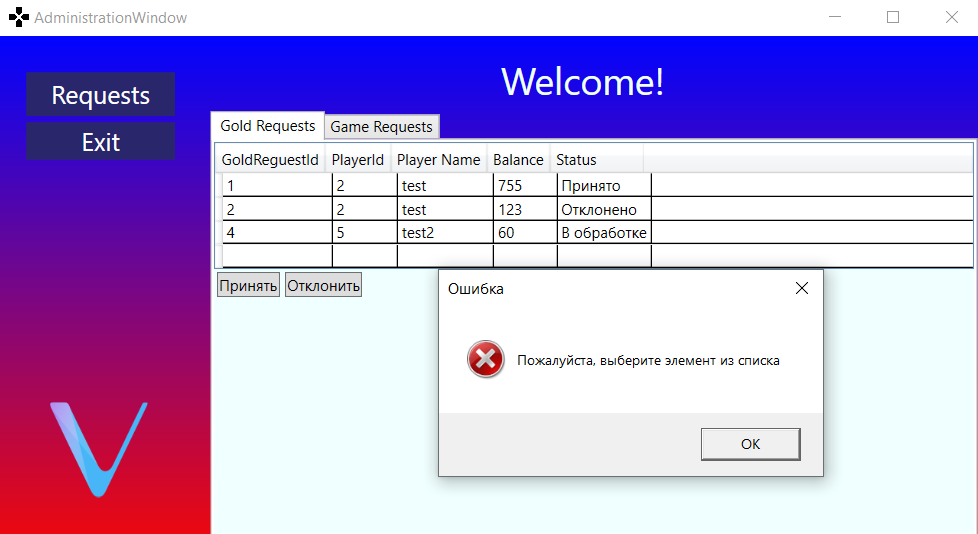 AdministrationWindow
Requests
Exit
Welcome!
Gold Requests Game Requests
GoldReguestId PlayerId Player Name Balance Status
1 2 test 755 Принято
2 2 test 123 Отклонено
4 5 test2 60 В обработке
Принять Отклонить
Ошибка
Пожалуйста, выберите элемент из списка
OK